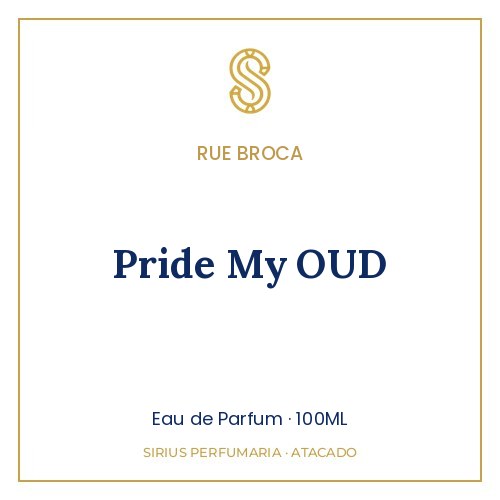 RUE BROCA
Pride My OUD
Eau de Parfum · 100ML
SIRIUS PERFUMARIA · ATACADO